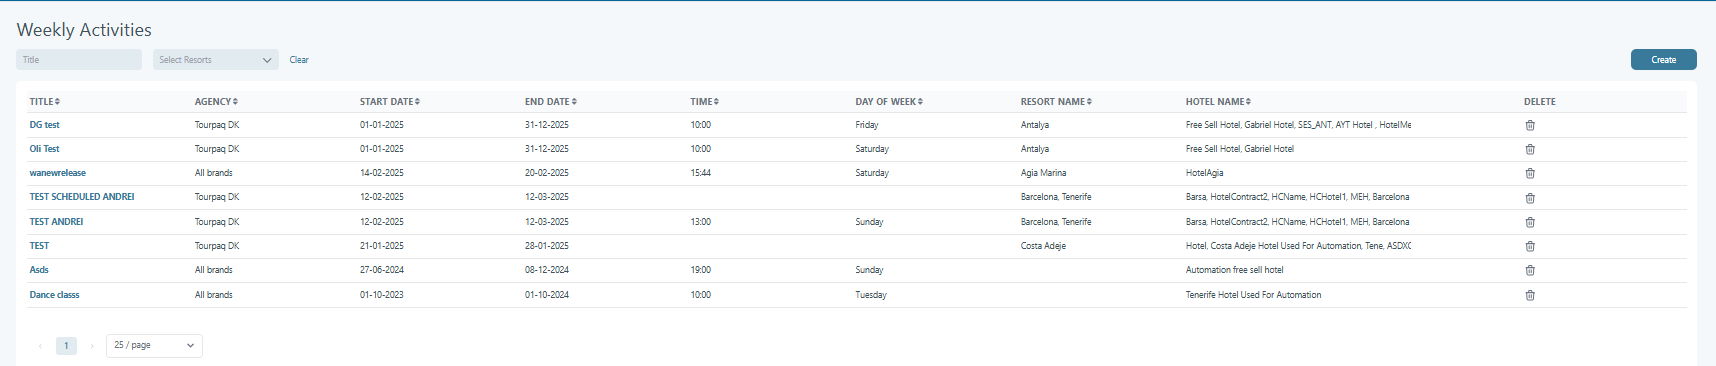 Weekly Activities
Title Select Resorts Clear Create
TITLE AGENCY START DATE END DATE TIME DAY OF WEEK RESORT NAME HOTEL NAME DELETE
DG test Tourpaq DK 01-01-2025 31-12-2025 10:00 Friday Antalya Free Sell Hotel, Gabriel Hotel, SES_ANT, AYT Hotel , HotelMe
Oli Test Tourpaq DK 01-01-2025 31-12-2025 10:00 Saturday Antalya Free Sell Hotel, Gabriel Hotel
wanewrelease All brands 14-02-2025 20-02-2025 15:44 Saturday Agia Marina HotelAgia
TEST SCHEDULED ANDREI Tourpaq DK 12-02-2025 12-03-2025 Barcelona, Tenerife Barsa, HotelContract2, HCName, HCHotel1, MEH, Barcelona
TEST ANDREI Tourpaq DK 12-02-2025 12-03-2025 13:00 Sunday Barcelona, Tenerife Barsa, HotelContract2, HCName, HCHotel1, MEH, Barcelona
TEST Tourpaq DK 21-01-2025 28-01-2025 Costa Adeje Hotel, Costa Adeje Hotel Used For Automation, Tene, ASDXC
Asds All brands 27-06-2024 08-12-2024 19:00 Sunday Automation free sell hotel
Dance classs All brands 01-10-2023 01-10-2024 10:00 Tuesday Tenerife Hotel Used For Automation
1 25 / page